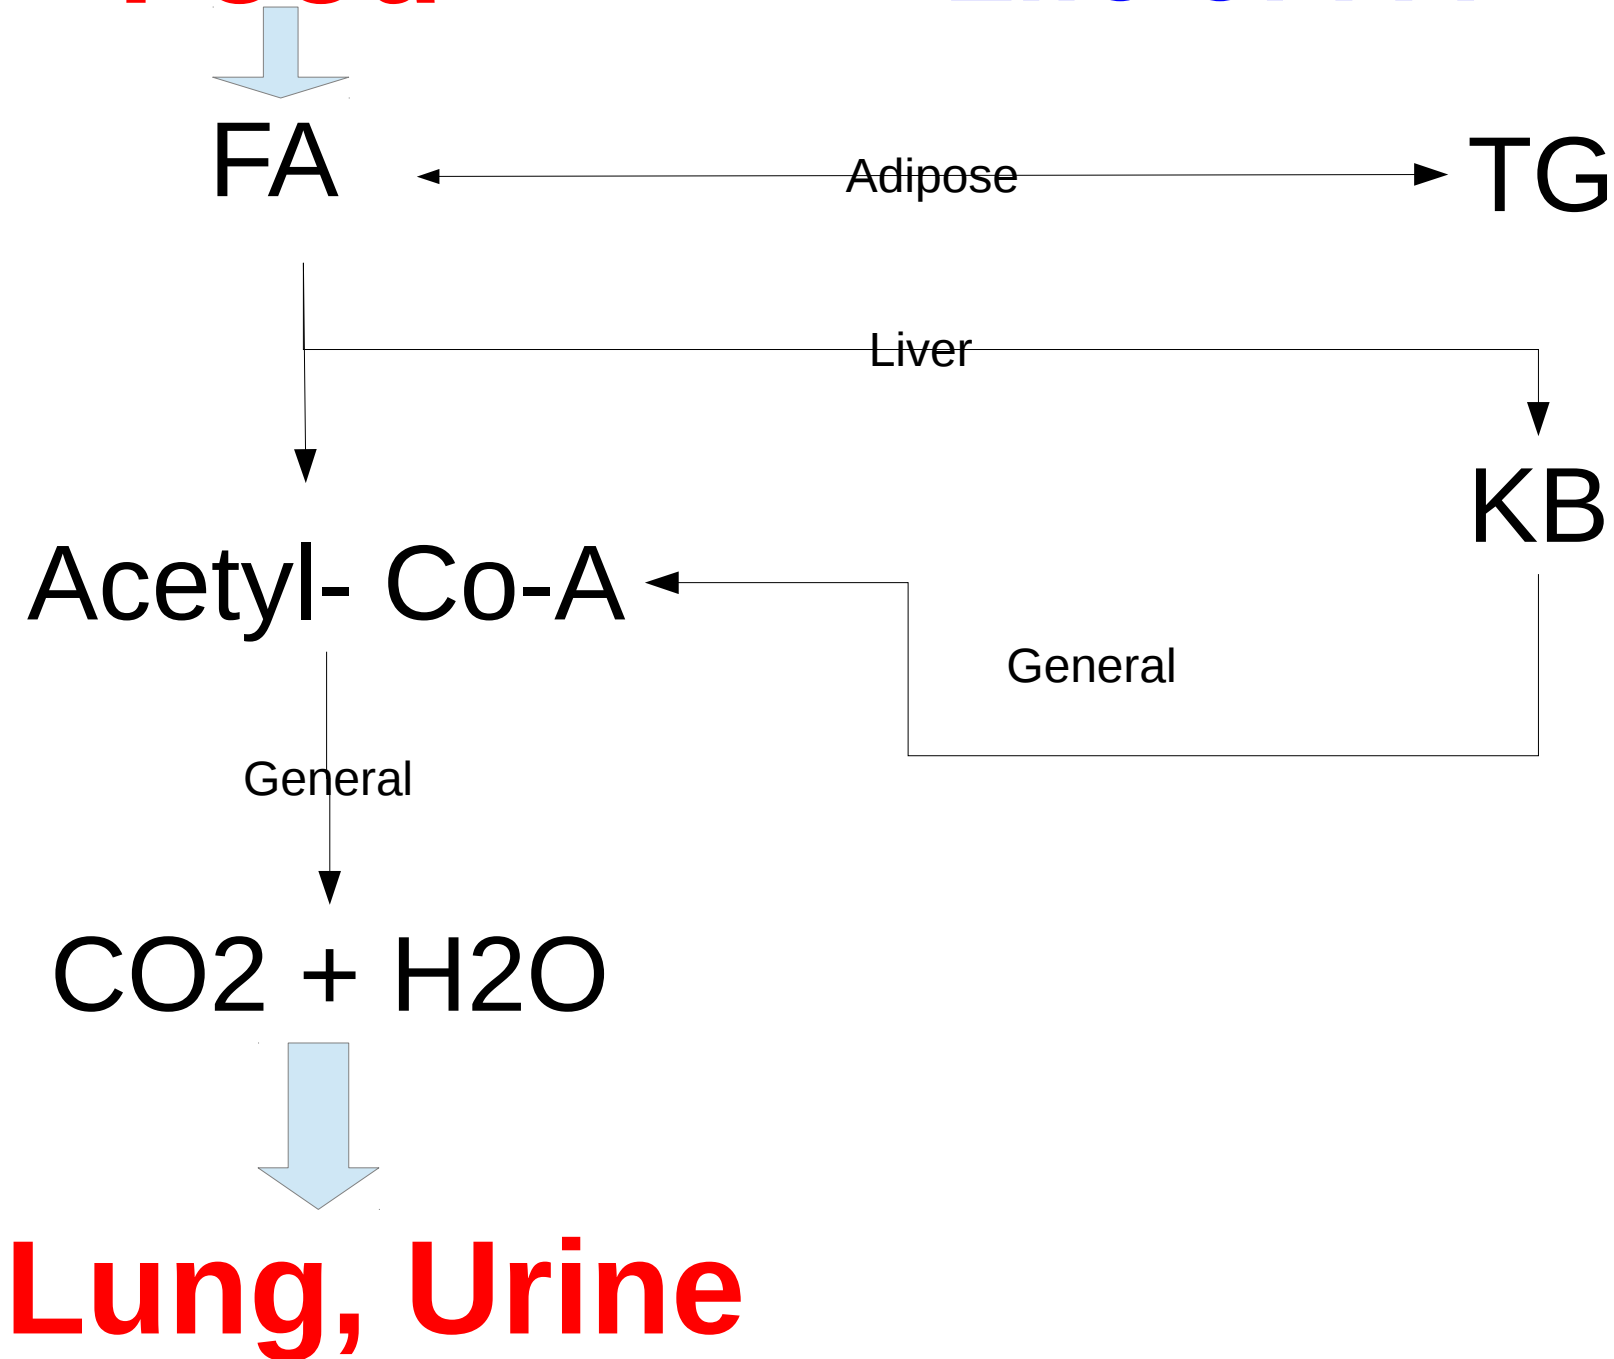 FA
Adipose
TG
Liver
KB
Acetyl- Co-A
General
General
CO2 + H2O
Lung, Urine